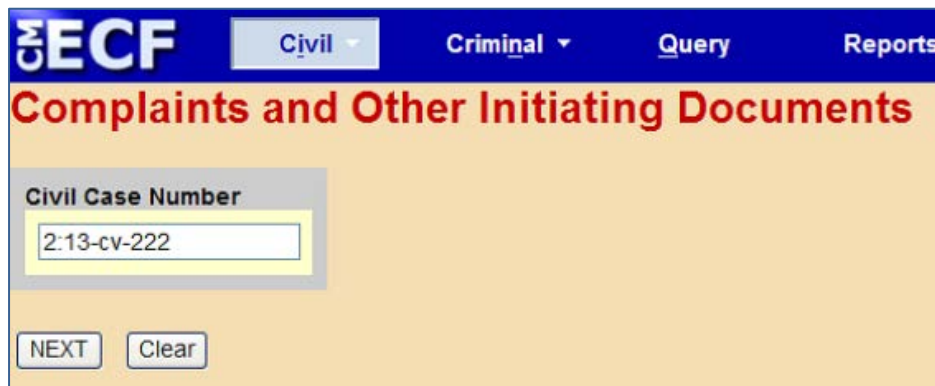 CM ECF Civil Criminal Query Reports
Complaints and Other Initiating Documents
Civil Case Number
2:13-cv-222
NEXT Clear